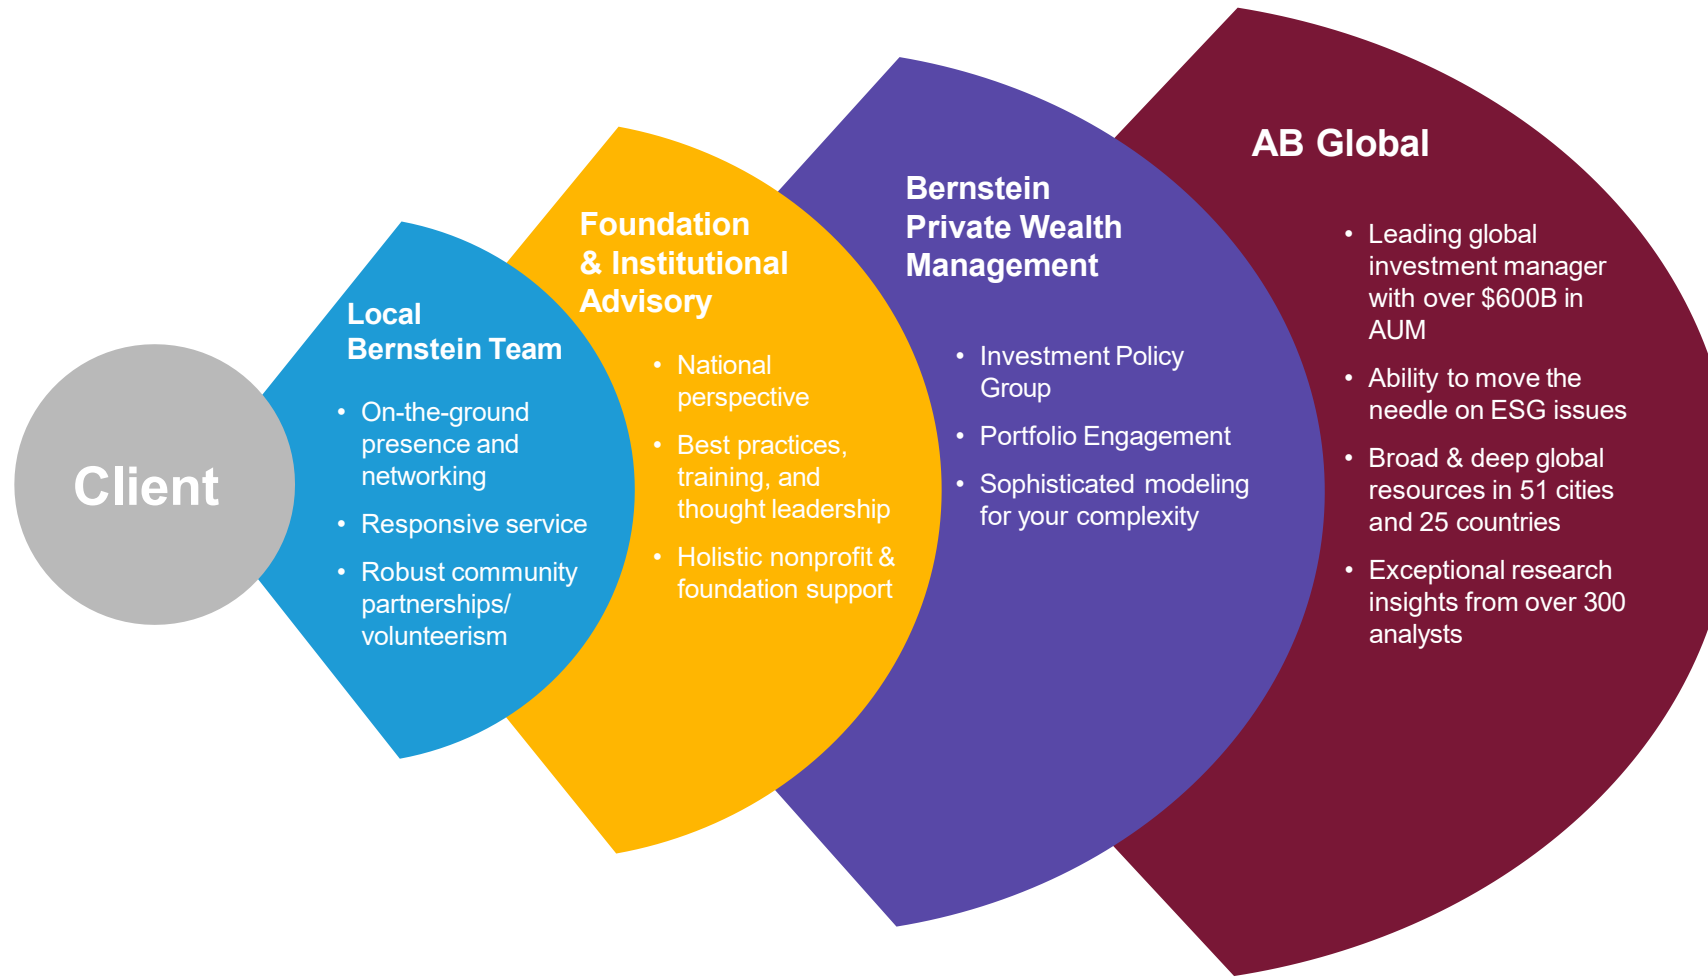 Client
Local
Bernstein Team
• On-the-ground
presence and
networking
• Responsive service
• Robust community
partnerships/
volunteerism
Foundation
& Institutional
Advisory
• National
perspective
• Best practices,
training, and
thought leadership
• Holistic nonprofit &
foundation support
Bernstein
Private Wealth
Management
• Investment Policy
Group
• Portfolio Engagement
• Sophisticated modeling
for your complexity
AB Global
• Leading global
investment manager
with over $600B in
AUM
• Ability to move the
needle on ESG issues
• Broad & deep global
resources in 51 cities
and 25 countries
• Exceptional research
insights from over 300
analysts